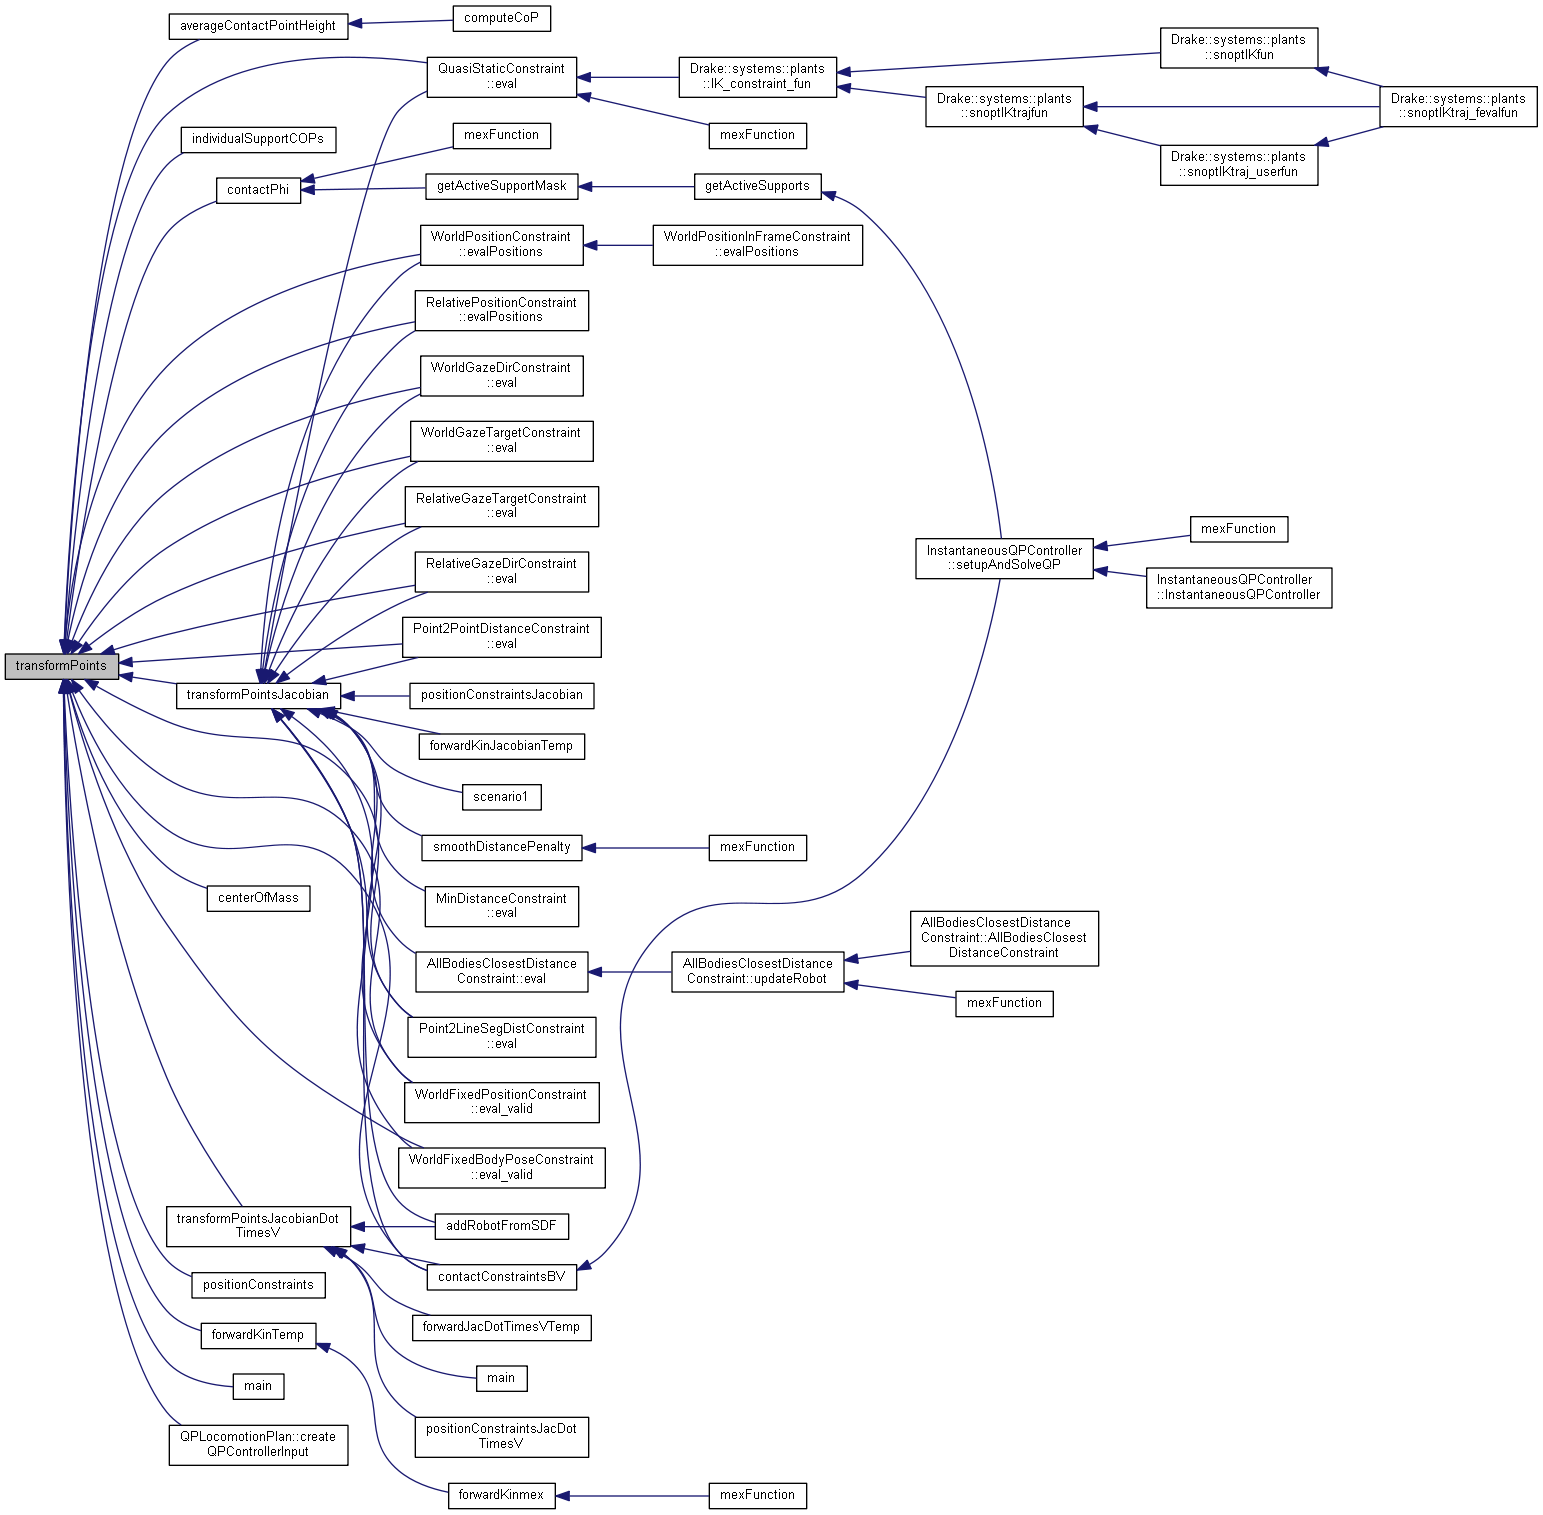 averageContactPointHeight
computeCoP
QuasiStaticConstraint
::eval
Drake::systems::plants
::IK_constraint_fun
Drake::systems::plants
::snoptIKfun
Drake::systems::plants
::snoptIKtrajfun
Drake::systems::plants
::snoptIKtraj_fevalfun
Drake::systems::plants
::snoptIKtraj_userfun
individualSupportCOPs
mexFunction
mexFunction
contactPhi
getActiveSupportMask
getActiveSupports
WorldPositionConstraint
::evalPositions
WorldPositionInFrameConstraint
::evalPositions
RelativePositionConstraint
::evalPositions
WorldGazeDirConstraint
::eval
WorldGazeTargetConstraint
::eval
RelativeGazeTargetConstraint
::eval
RelativeGazeDirConstraint
::eval
InstantaneousQPController
::setupAndSolveQP
mexFunction
InstantaneousQPController
::InstantaneousQPController
Point2PointDistanceConstraint
::eval
transformPoints
transformPointsJacobian
positionConstraintsJacobian
forwardKinJacobianTemp
scenario1
smoothDistancePenalty
mexFunction
centerOfMass
MinDistanceConstraint
::eval
AllBodiesClosestDistance
Constraint::eval
AllBodiesClosestDistance
Constraint::updateRobot
AllBodiesClosestDistance
Constraint::AllBodiesClosest
DistanceConstraint
mexFunction
Point2LineSegDistConstraint
::eval
WorldFixedPositionConstraint
::eval_valid
WorldFixedBodyPoseConstraint
::eval_valid
transformPointsJacobianDot
TimesV
addRobotFromSDF
contactConstraintsBV
positionConstraints
forwardJacDotTimesVTemp
forwardKinTemp
main
main
positionConstraintsJacDot
TimesV
QPLocomotionPlan::create
QPControllerInput
forwardKinmex
mexFunction